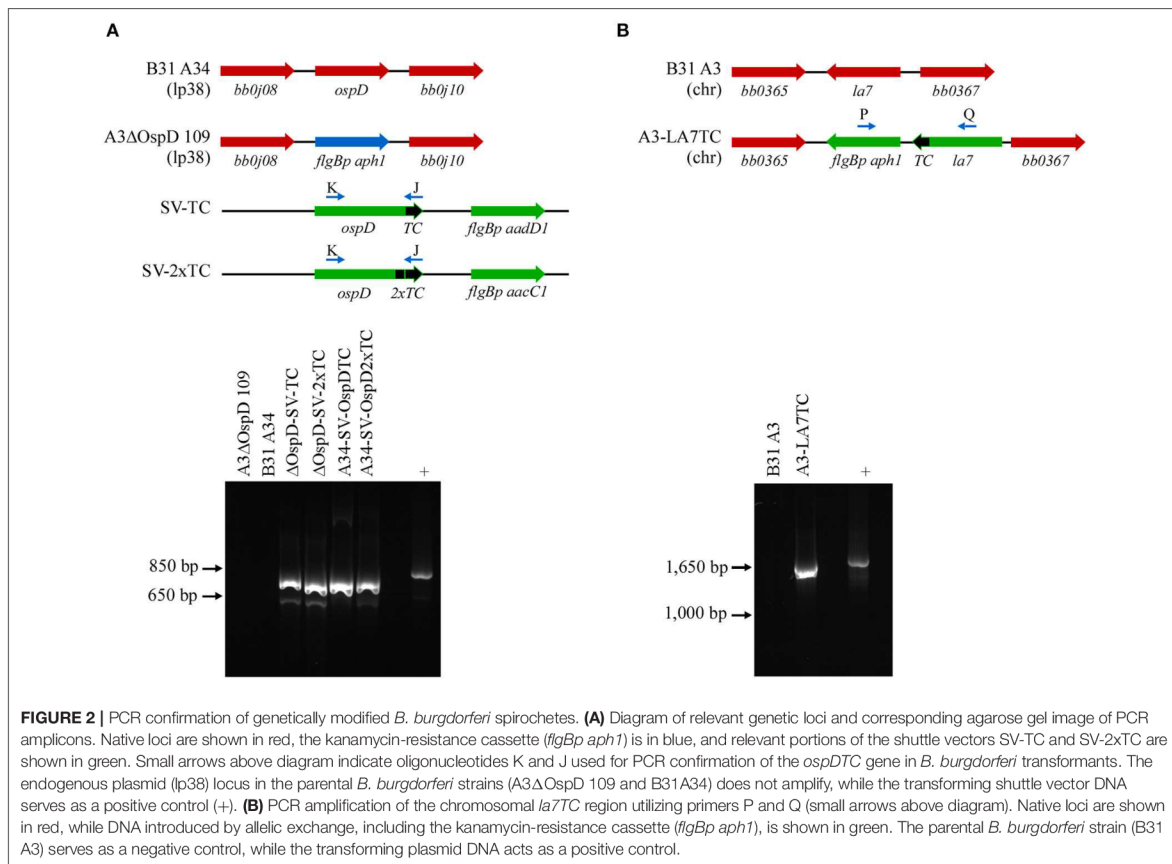 A
B31 A34
(lp38)
bb0j08 ospD bb0j10
A3ΔOspD 109
(lp38)
bb0j08 flgBp aph1 bb0j10
K J
SV-TC
ospD TC flgBp aadD1
K J
SV-2xTC
ospD 2xTC flgBp aacC1
A3ΔOspD 109
B31 A34
ΔOspD-SV-TC
ΔOspD-SV-2xTC
A34-SV-OspDTC
A34-SV-OspD2xTC
+
850 bp
650 bp
B
B31 A3
(chr)
bb0365 la7 bb0367
P Q
A3-LA7TC
(chr)
bb0365 flgBp aph1 TC la7 bb0367
B31 A3
A3-LA7TC
+
1,650 bp
1,000 bp
FIGURE 2 | PCR confirmation of genetically modified B. burgdorferi spirochetes. (A) Diagram of relevant genetic loci and corresponding agarose gel image of PCR
amplicons. Native loci are shown in red, the kanamycin-resistance cassette (flgBp aph1) is in blue, and relevant portions of the shuttle vectors SV-TC and SV-2xTC are
shown in green. Small arrows above diagram indicate oligonucleotides K and J used for PCR confirmation of the ospDTC gene in B. burgdorferi transformants. The
endogenous plasmid (lp38) locus in the parental B. burgdorferi strains (A3ΔOspD 109 and B31A34) does not amplify, while the transforming shuttle vector DNA
serves as a positive control (+). (B) PCR amplification of the chromosomal la7TC region utilizing primers P and Q (small arrows above diagram). Native loci are shown
in red, while DNA introduced by allelic exchange, including the kanamycin-resistance cassette (flgBp aph1), is shown in green. The parental B. burgdorferi strain (B31
A3) serves as a negative control, while the transforming plasmid DNA acts as a positive control.